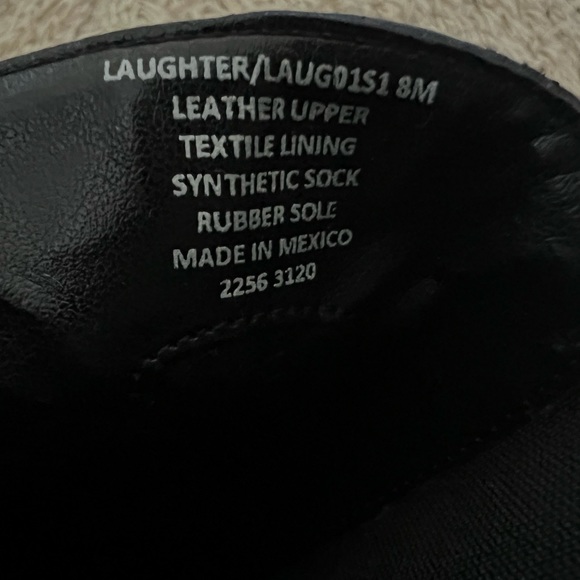 LAUGHTER/LAUG01S1 8M
LEATHER UPPER
TEXTILE LINING
SYNTHETIC SOCK
RUBBER SOLE
MADE IN MEXICO
2256 3120